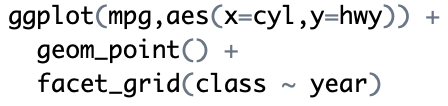 ggplot(mpg,aes(x=cyl,y=hwy)) +
  geom_point() +
  facet_grid(class ~ year)